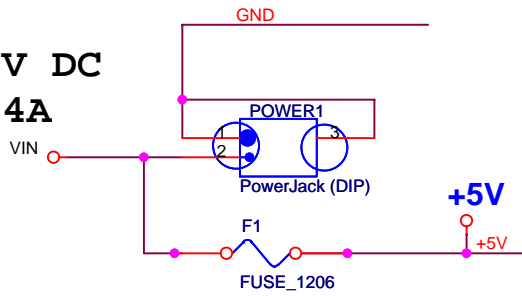 GND
V DC
4A
POWER1
1
3
VIN
2
PowerJack (DIP)
+5V
F1
+5V
FUSE_1206